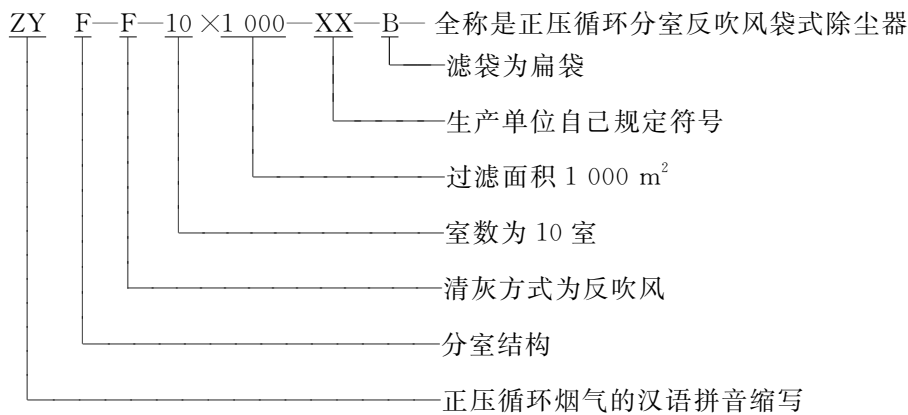 ZY F—F—10×1 000—XX—B— 全称是正压循环分室反吹风袋式除尘器
滤袋为扁袋
生产单位自己规定符号
过滤面积 1 000 m²
室数为 10 室
清灰方式为反吹风
分室结构
正压循环烟气的汉语拼音缩写